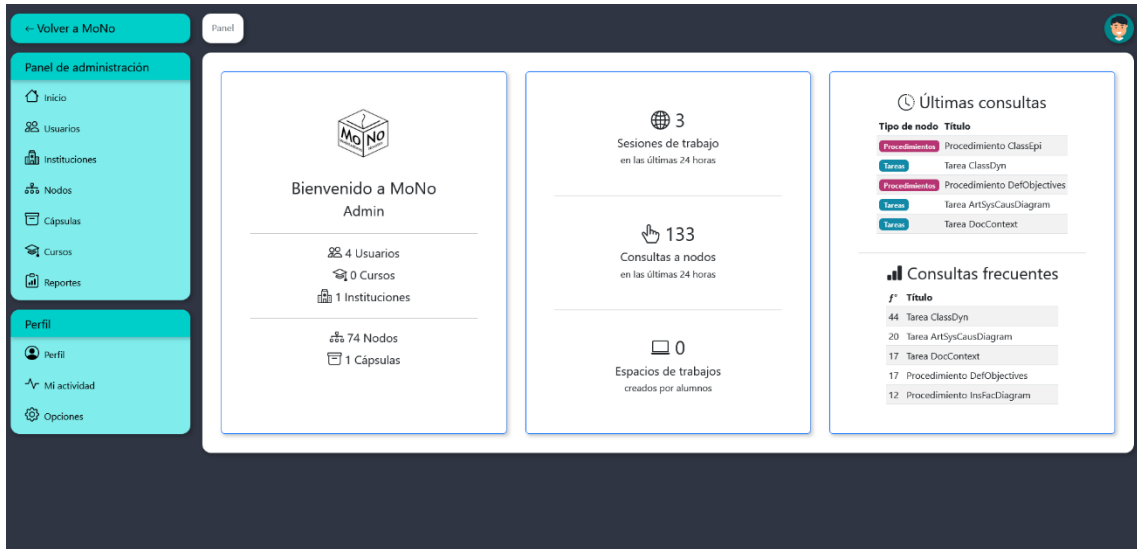 ← Volver a MoNo
Panel
Panel de administración
Inicio
Usuarios
Instituciones
Nodos
Cápsulas
Cursos
Reportes
Perfil
Perfil
Mi actividad
Opciones
MoNo
Bienvenido a MoNo
Admin
4 Usuarios
0 Cursos
1 Instituciones
74 Nodos
1 Cápsulas
3
Sesiones de trabajo
en las últimas 24 horas
133
Consultas a nodos
en las últimas 24 horas
0
Espacios de trabajos
creados por alumnos
Últimas consultas
Tipo de nodo Título
Procedimientos Procedimiento ClassEpi
Tareas Tarea ClassDyn
Procedimientos Procedimiento DefObjectives
Tareas Tarea ArtSysCausDiagram
Tareas Tarea DocContext
Consultas frecuentes
f° Título
44 Tarea ClassDyn
20 Tarea ArtSysCausDiagram
17 Tarea DocContext
17 Procedimiento DefObjectives
12 Procedimiento InsFacDiagram